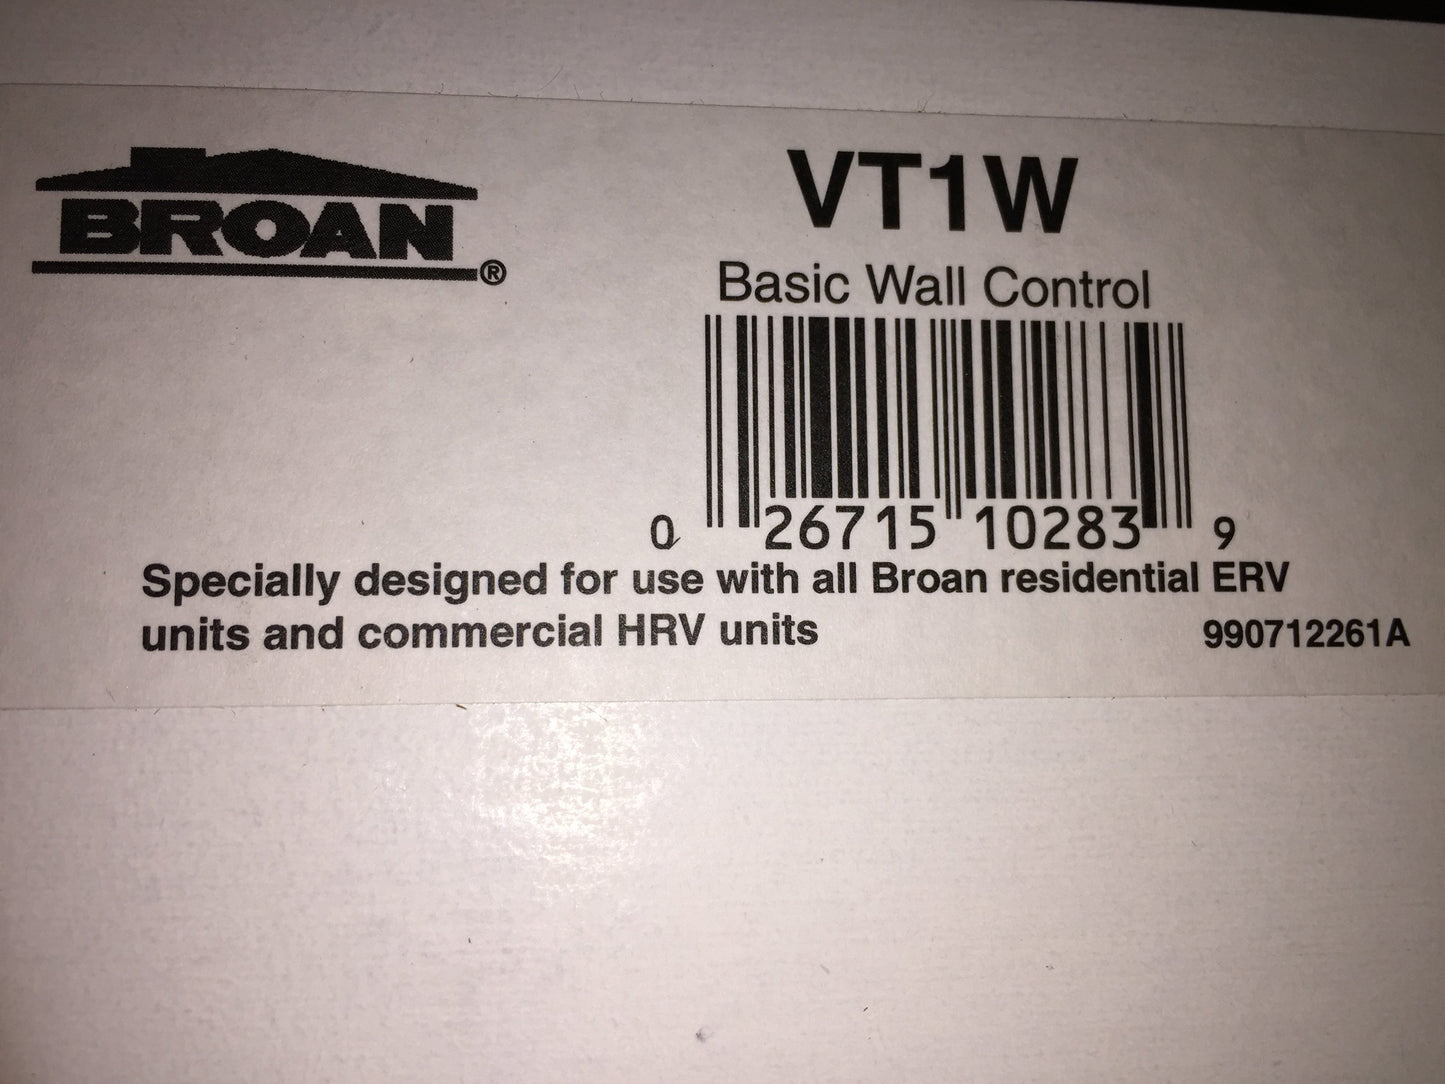 BROAN®
VT1W
Basic Wall Control
0 26715 10283 9
Specially designed for use with all Broan residential ERV
units and commercial HRV units
990712261A